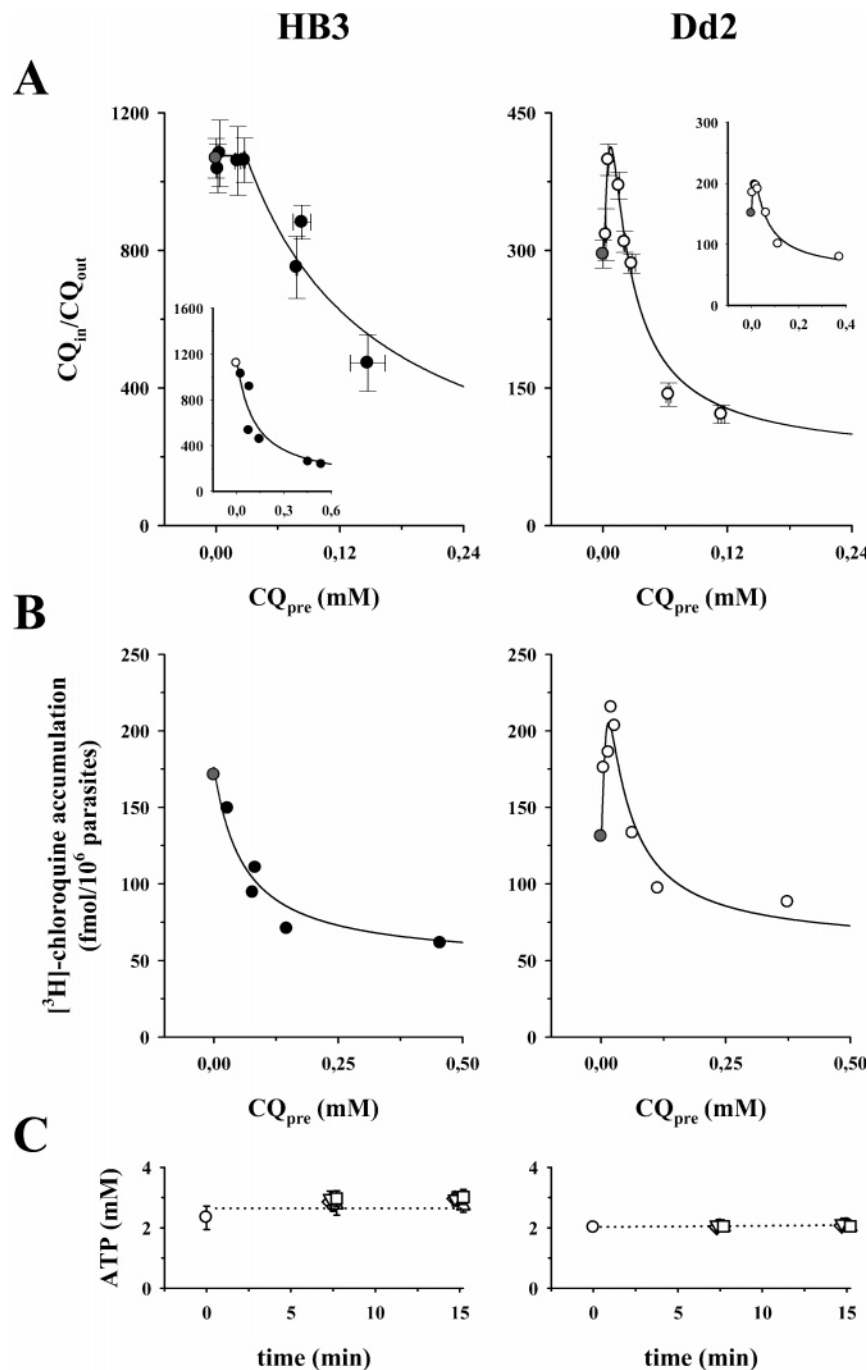 HB3 Dd2
A
1200 450
800 300
400 150
0 0
CQin/CQout
1600
1200
800
400
0
0,0 0,3 0,6
300
200
100
0
0,0 0,2 0,4
0,00 0,12 0,24 0,00 0,12 0,24
CQpre (mM) CQpre (mM)
B
250 250
200 200
150 150
100 100
50 50
0 0
[³H]-chloroquine accumulation
(fmol/10⁶ parasites)
0,00 0,25 0,50 0,00 0,25 0,50
CQpre (mM) CQpre (mM)
C
4 4
2 2
0 0
ATP (mM)
0 5 10 15 0 5 10 15
time (min) time (min)